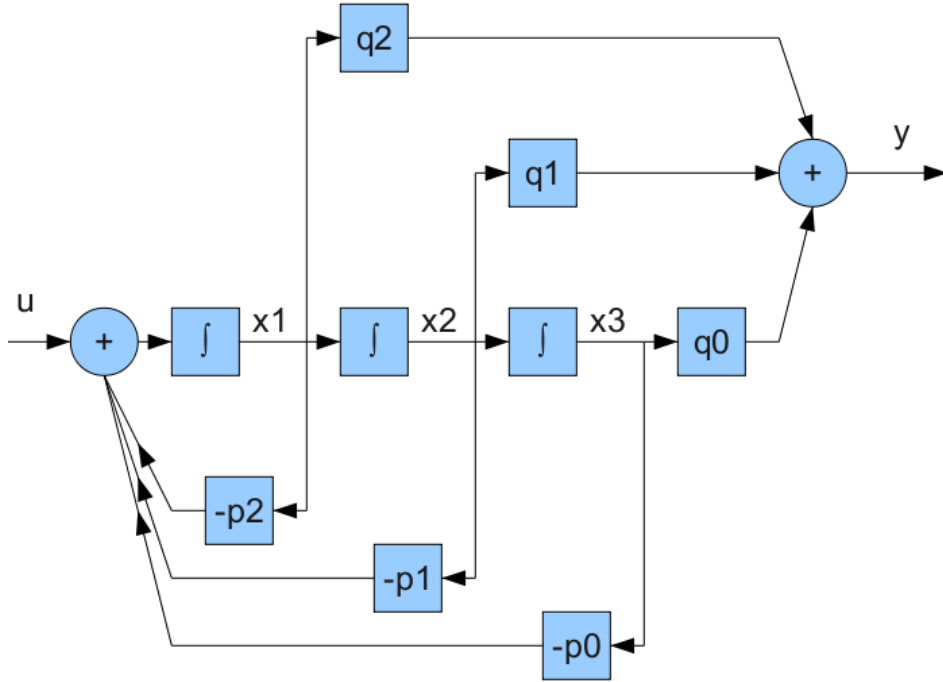 q2
y
q1
+
u
x1
x2
x3
+
∫
∫
∫
q0
-p2
-p1
-p0